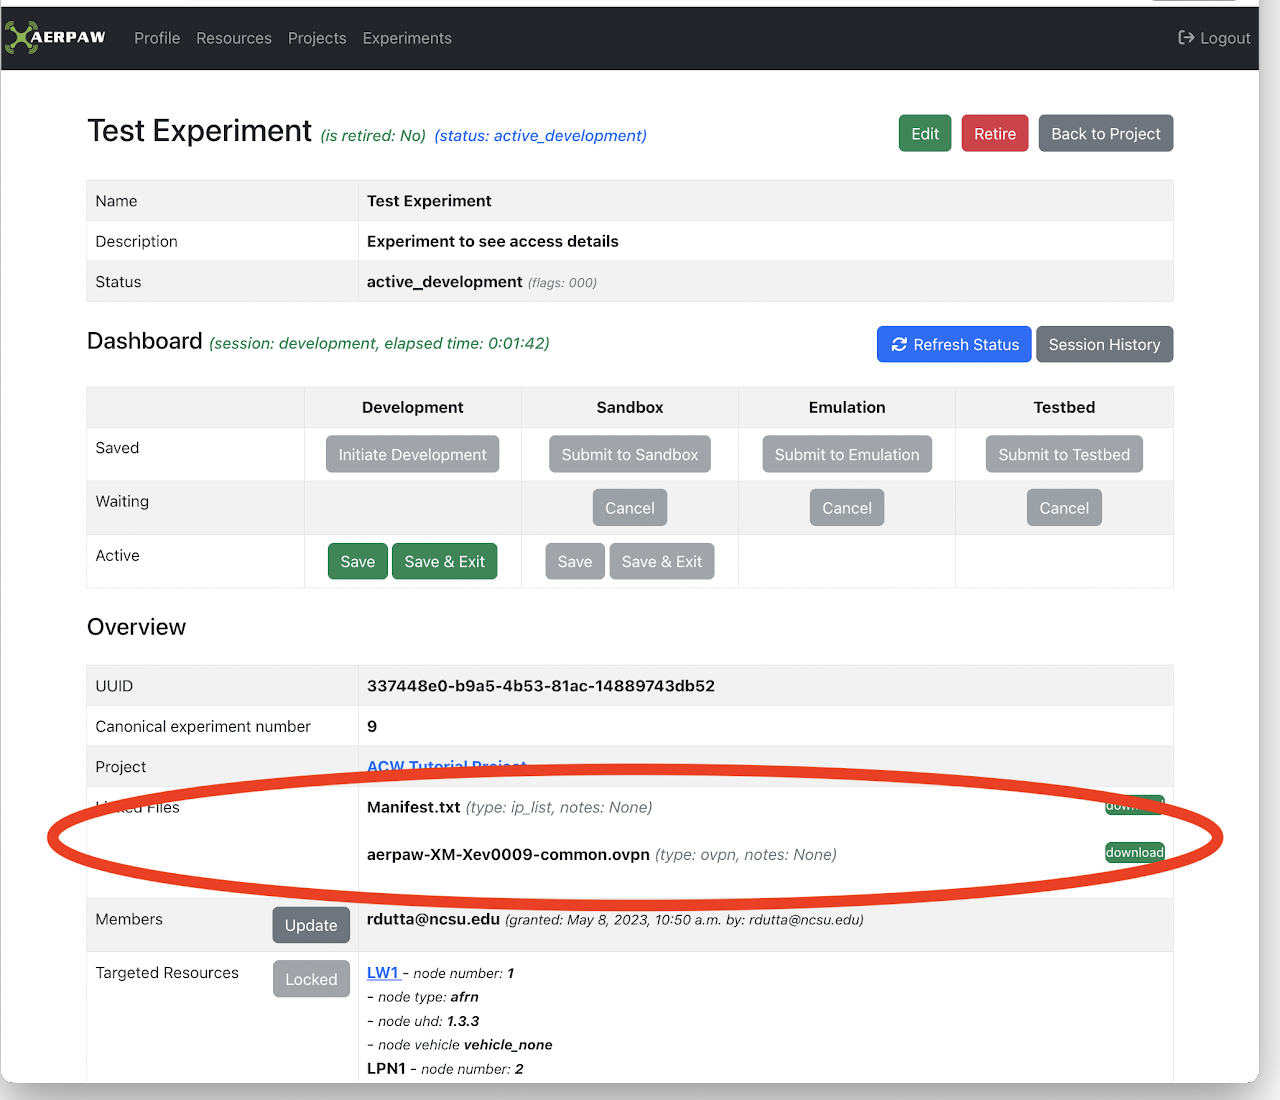 AERPAW Profile Resources Projects Experiments Logout
Test Experiment (is retired: No) (status: active_development) Edit Retire Back to Project
Name Test Experiment
Description Experiment to see access details
Status active_development (flags: 000)
Dashboard (session: development, elapsed time: 0:01:42) Refresh Status Session History
Development Sandbox Emulation Testbed
Saved Initiate Development Submit to Sandbox Submit to Emulation Submit to Testbed
Waiting Cancel Cancel Cancel
Active Save Save & Exit Save Save & Exit
Overview
UUID 337448e0-b9a5-4b53-81ac-14889743db52
Canonical experiment number 9
Project ACW Tutorial Project
Linked Files Manifest.txt (type: ip_list, notes: None) download
aerpaw-XM-Xev0009-common.ovpn (type: ovpn, notes: None) download
Members Update rdutta@ncsu.edu (granted: May 8, 2023, 10:50 a.m. by: rdutta@ncsu.edu)
Targeted Resources Locked LW1 - node number: 1
- node type: afrn
- node uhd: 1.3.3
- node vehicle vehicle_none
LPN1 - node number: 2